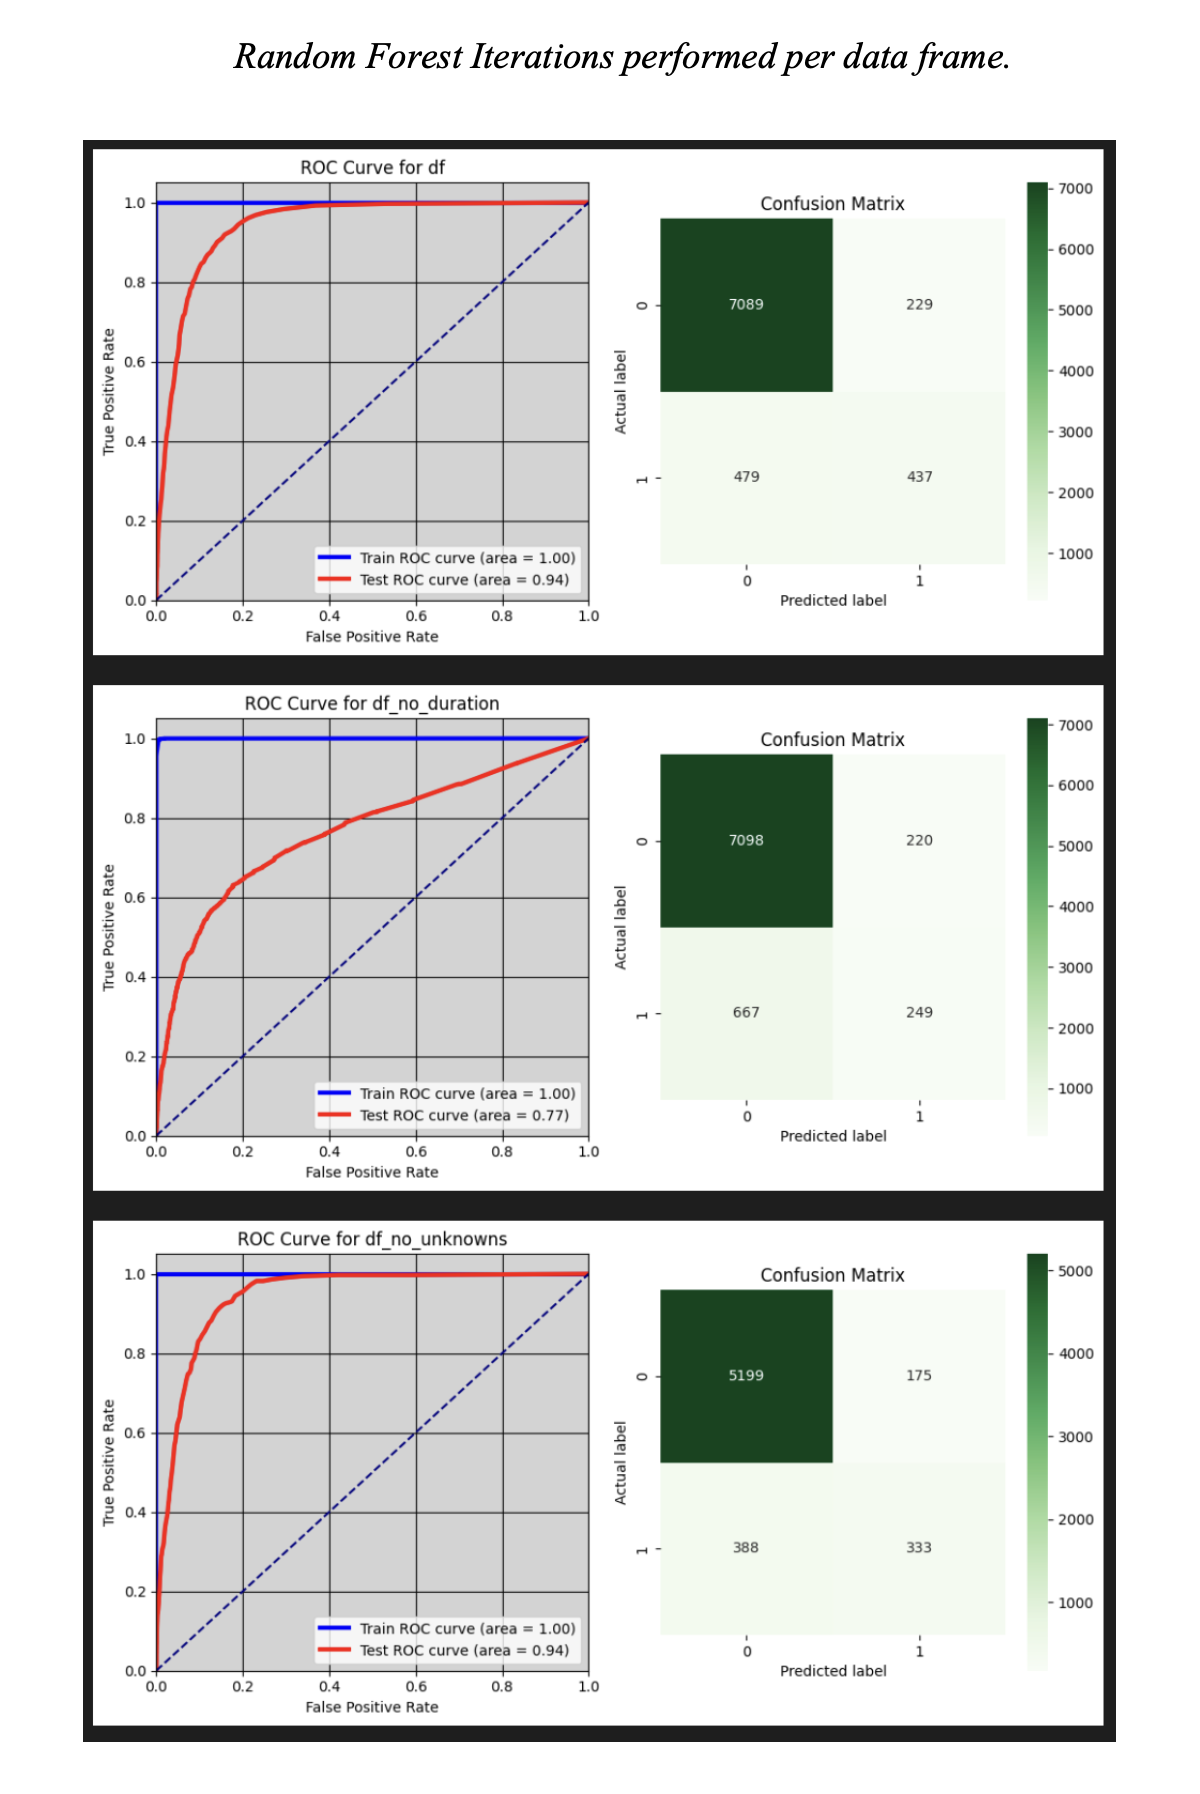 Random Forest Iterations performed per data frame.
ROC Curve for df
1.0
0.8
0.6
0.4
0.2
0.0
True Positive Rate
0.0 0.2 0.4 0.6 0.8 1.0
False Positive Rate
Train ROC curve (area = 1.00)
Test ROC curve (area = 0.94)
Confusion Matrix
Actual label
0
7089 229
1
479 437
0 1
Predicted label
7000
6000
5000
4000
3000
2000
1000
ROC Curve for df_no_duration
1.0
0.8
0.6
0.4
0.2
0.0
True Positive Rate
0.0 0.2 0.4 0.6 0.8 1.0
False Positive Rate
Train ROC curve (area = 1.00)
Test ROC curve (area = 0.77)
Confusion Matrix
Actual label
0
7098 220
1
667 249
0 1
Predicted label
7000
6000
5000
4000
3000
2000
1000
ROC Curve for df_no_unknowns
1.0
0.8
0.6
0.4
0.2
0.0
True Positive Rate
0.0 0.2 0.4 0.6 0.8 1.0
False Positive Rate
Train ROC curve (area = 1.00)
Test ROC curve (area = 0.94)
Confusion Matrix
Actual label
0
5199 175
1
388 333
0 1
Predicted label
5000
4000
3000
2000
1000